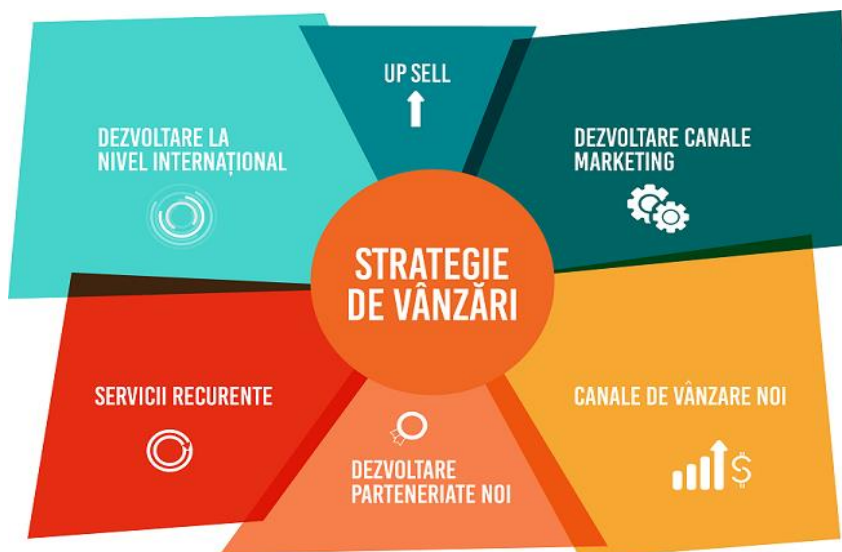 UP SELL
DEZVOLTARE LA
NIVEL INTERNAȚIONAL
DEZVOLTARE CANALE
MARKETING
STRATEGIE
DE VÂNZĂRI
SERVICII RECURENTE
CANALE DE VÂNZARE NOI
DEZVOLTARE
PARTENERIATE NOI
$